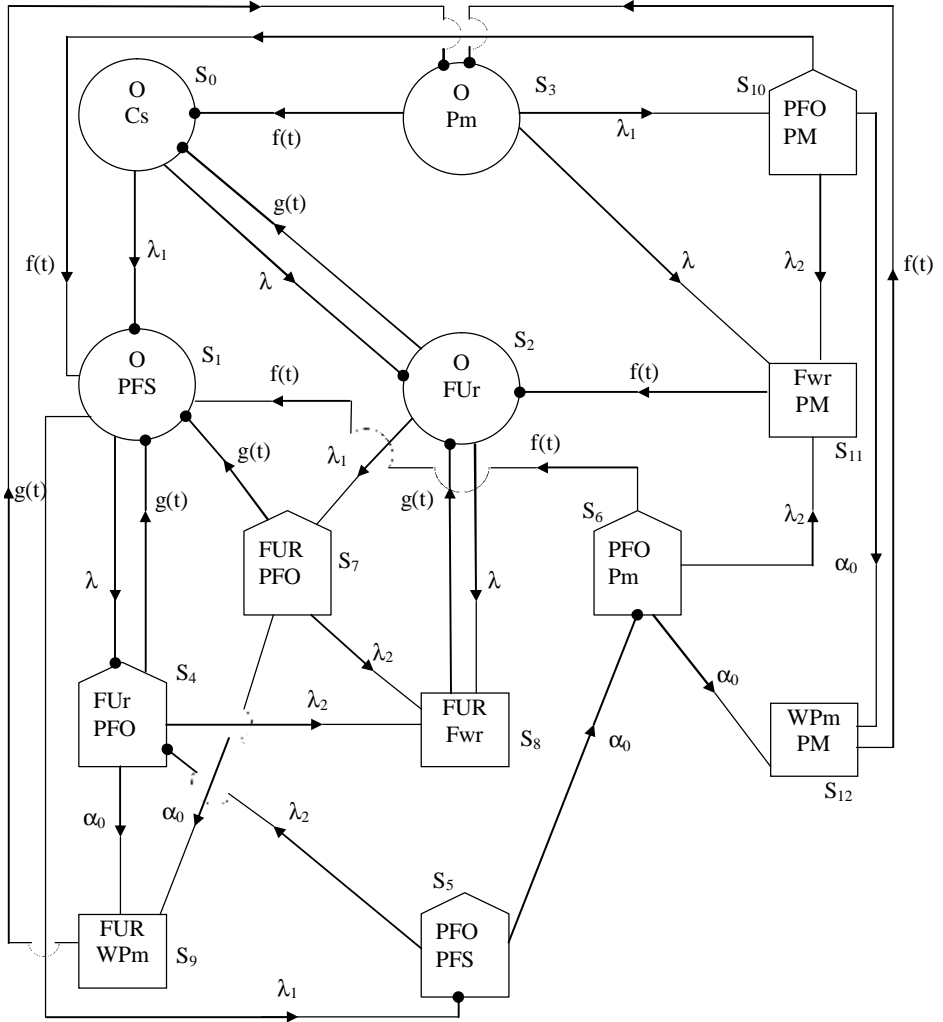 O
Cs
S0
O
Pm
S3
S10
PFO
PM
f(t)
λ1
g(t)
λ1
λ
λ
λ2
f(t)
f(t)
O
PFS
S1
O
FUr
S2
f(t)
f(t)
Fwr
PM
S11
λ1
g(t)
f(t)
g(t)
g(t)
g(t)
S6
λ2
FUR
PFO
S7
PFO
Pm
α0
λ
λ
λ2
α0
S4
FUr
PFO
λ2
FUR
Fwr
S8
α0
WPm
PM
S12
α0
α0
λ2
S5
PFO
PFS
FUR
WPm
S9
λ1